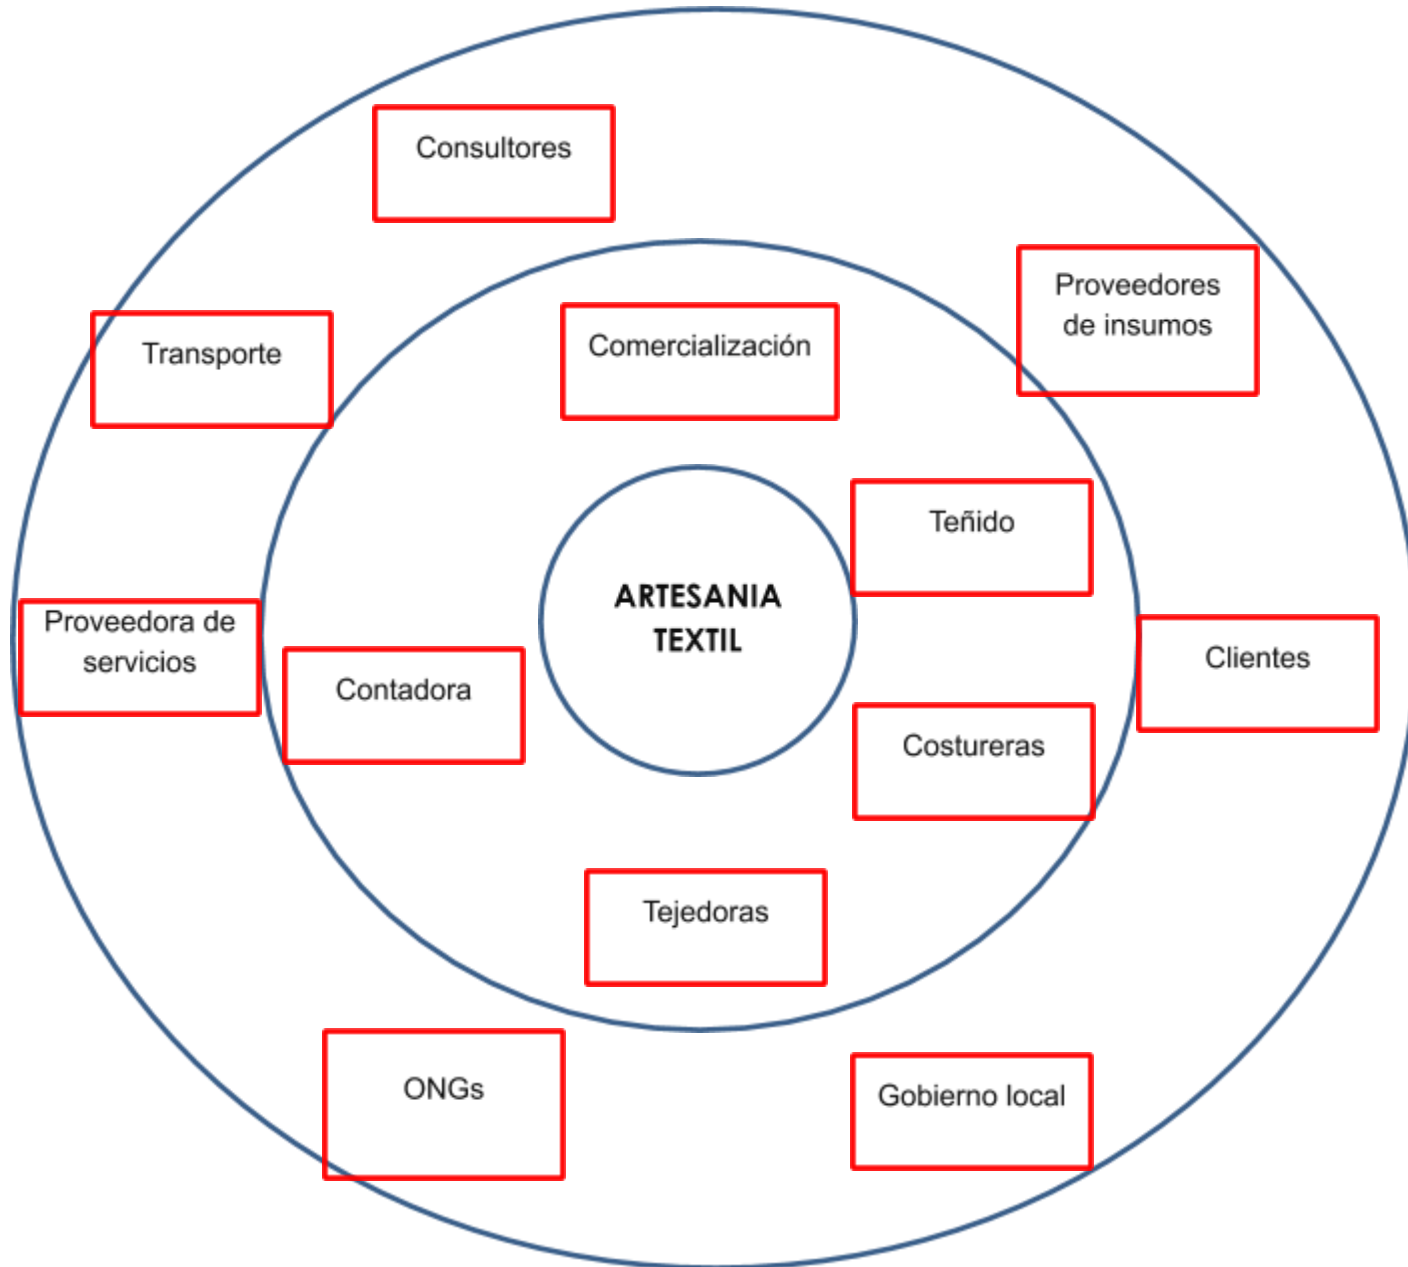 Consultores
Proveedores
de insumos
Transporte
Comercialización
Teñido
ARTESANIA
TEXTIL
Proveedora de
servicios
Clientes
Contadora
Costureras
Tejedoras
ONGs
Gobierno local